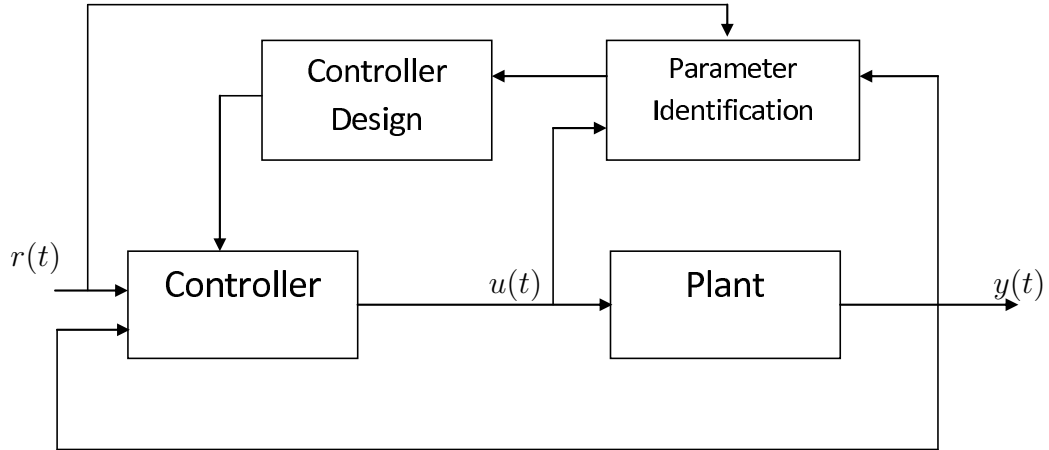 Controller
Design
Parameter
Identification
r(t)
Controller
u(t)
Plant
y(t)